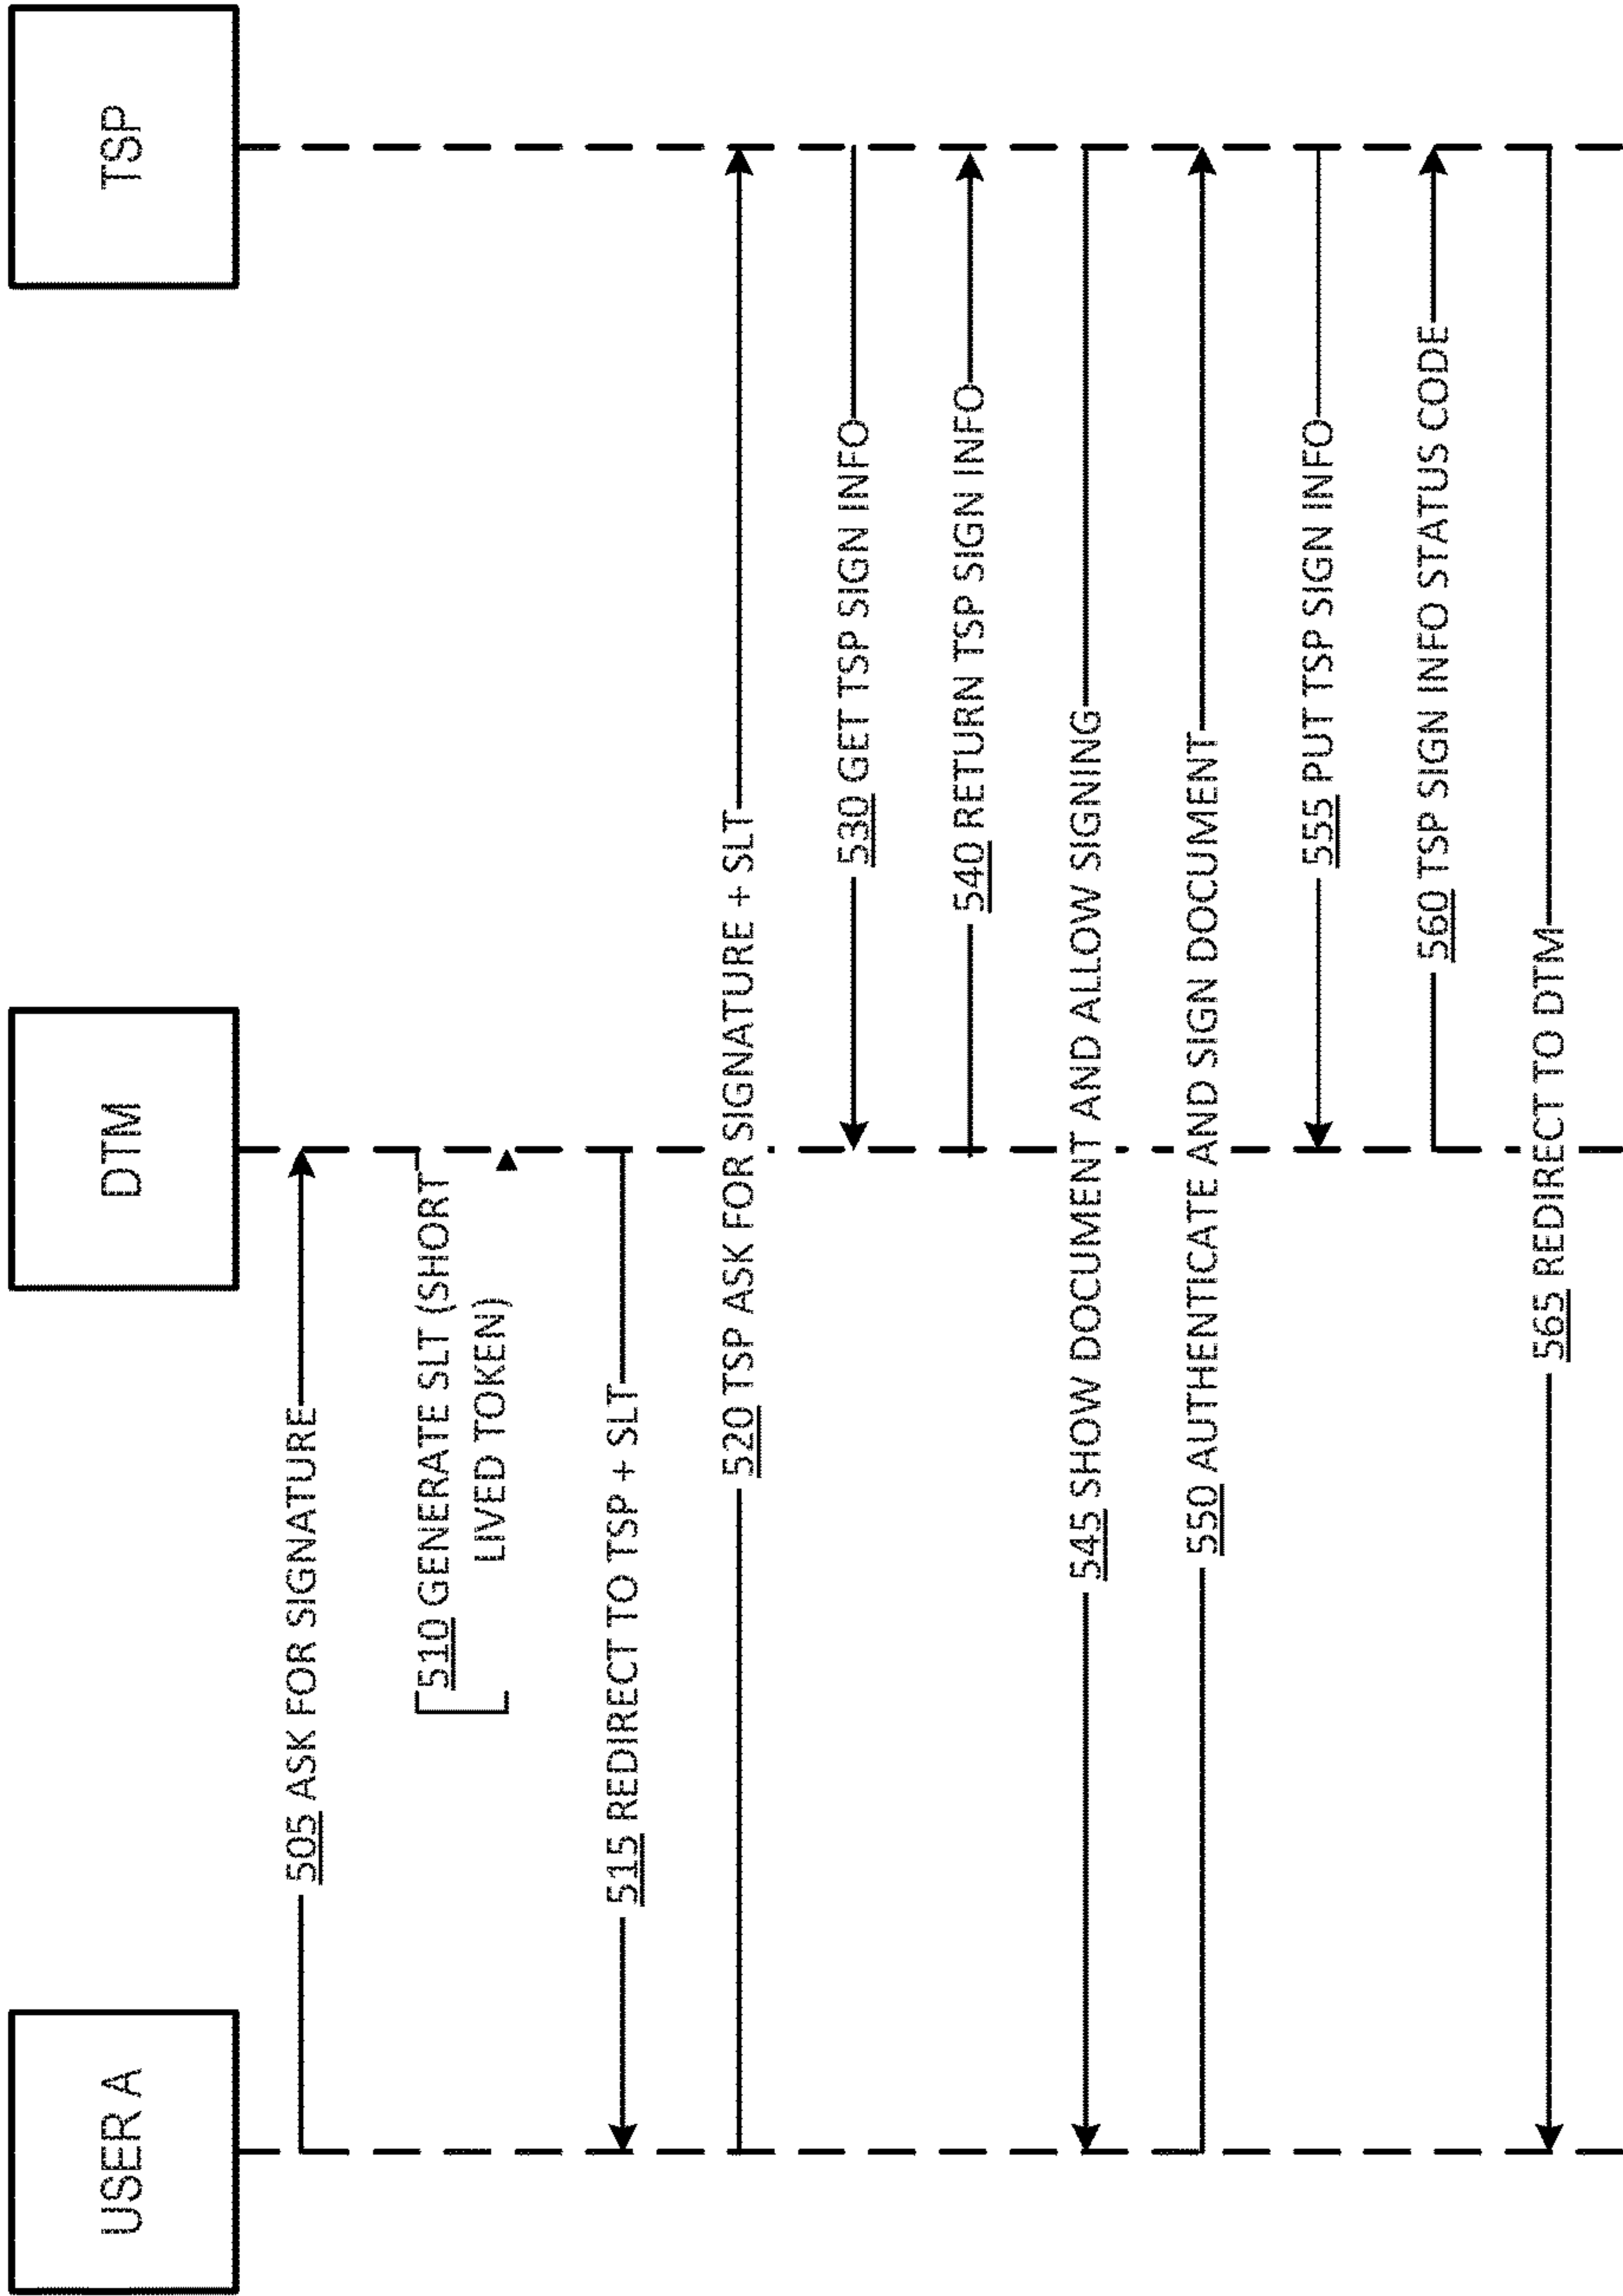 USER A
DTM
TSP
505 ASK FOR SIGNATURE
510 GENERATE SLT (SHORT
LIVED TOKEN)
515 REDIRECT TO TSP + SLT
520 TSP ASK FOR SIGNATURE + SLT
530 GET TSP SIGN INFO
540 RETURN TSP SIGN INFO
545 SHOW DOCUMENT AND ALLOW SIGNING
550 AUTHENTICATE AND SIGN DOCUMENT
555 PUT TSP SIGN INFO
560 TSP SIGN INFO STATUS CODE
565 REDIRECT TO DTM